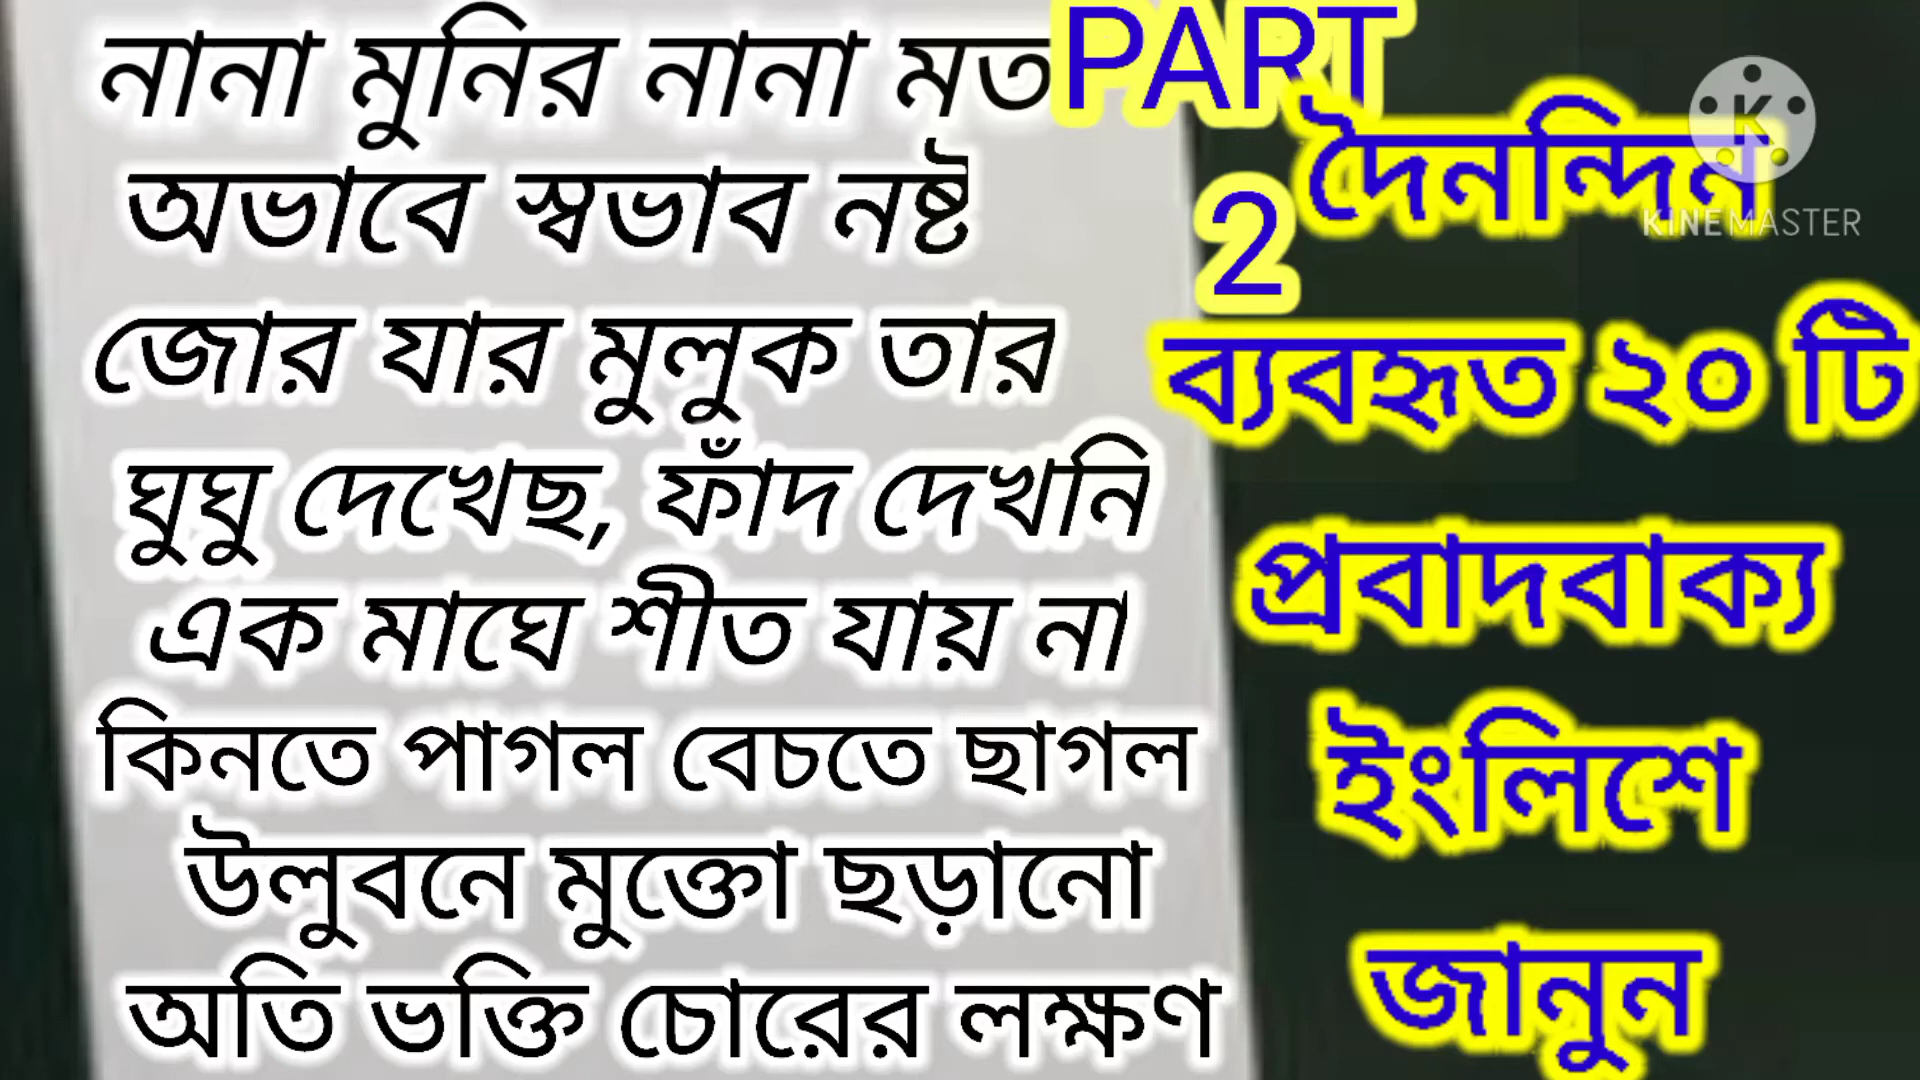 নানা মুনির নানা মত
অভাবে স্বভাব নষ্ট
জোর যার মুলুক তার
ঘুঘু দেখেছ, ফাঁদ দেখনি
এক মাঘে শীত যায় না
কিনতে পাগল বেচতে ছাগল
উলুবনে মুক্তো ছড়ানো
অতি ভক্তি চোরের লক্ষণ
PART
2
দৈনন্দিন
ব্যবহৃত ২০ টি
প্রবাদবাক্য
ইংলিশে
জানুন
K
KINEMASTER